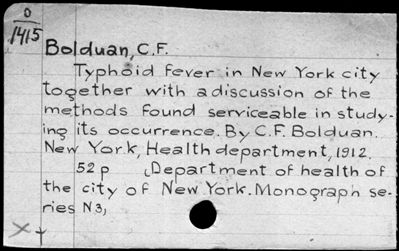 0
1415
Bolduan, C.F.
Typhoid fever in New York city
together with a discussion of the
methods found serviceable in study-
ing its occurrence. By C.F. Bolduan.
New York, Health department, 1912.
52 p (Department of health of
the city of New York. Monograph se-
ries N3,